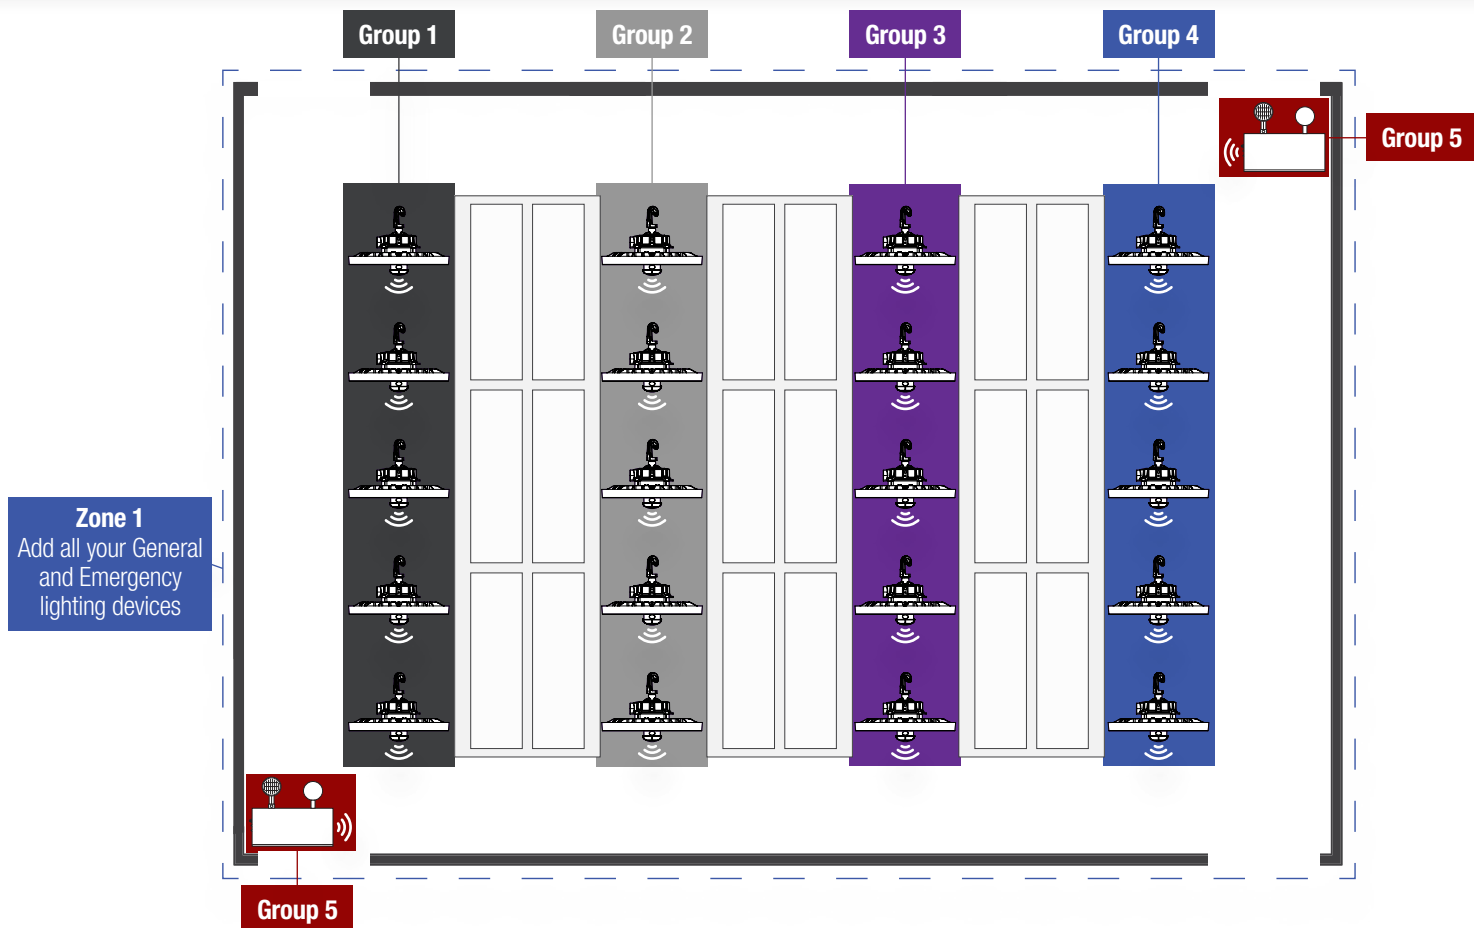 Group 1
Group 2
Group 3
Group 4
Group 5
Zone 1
Add all your General
and Emergency
lighting devices
Group 5